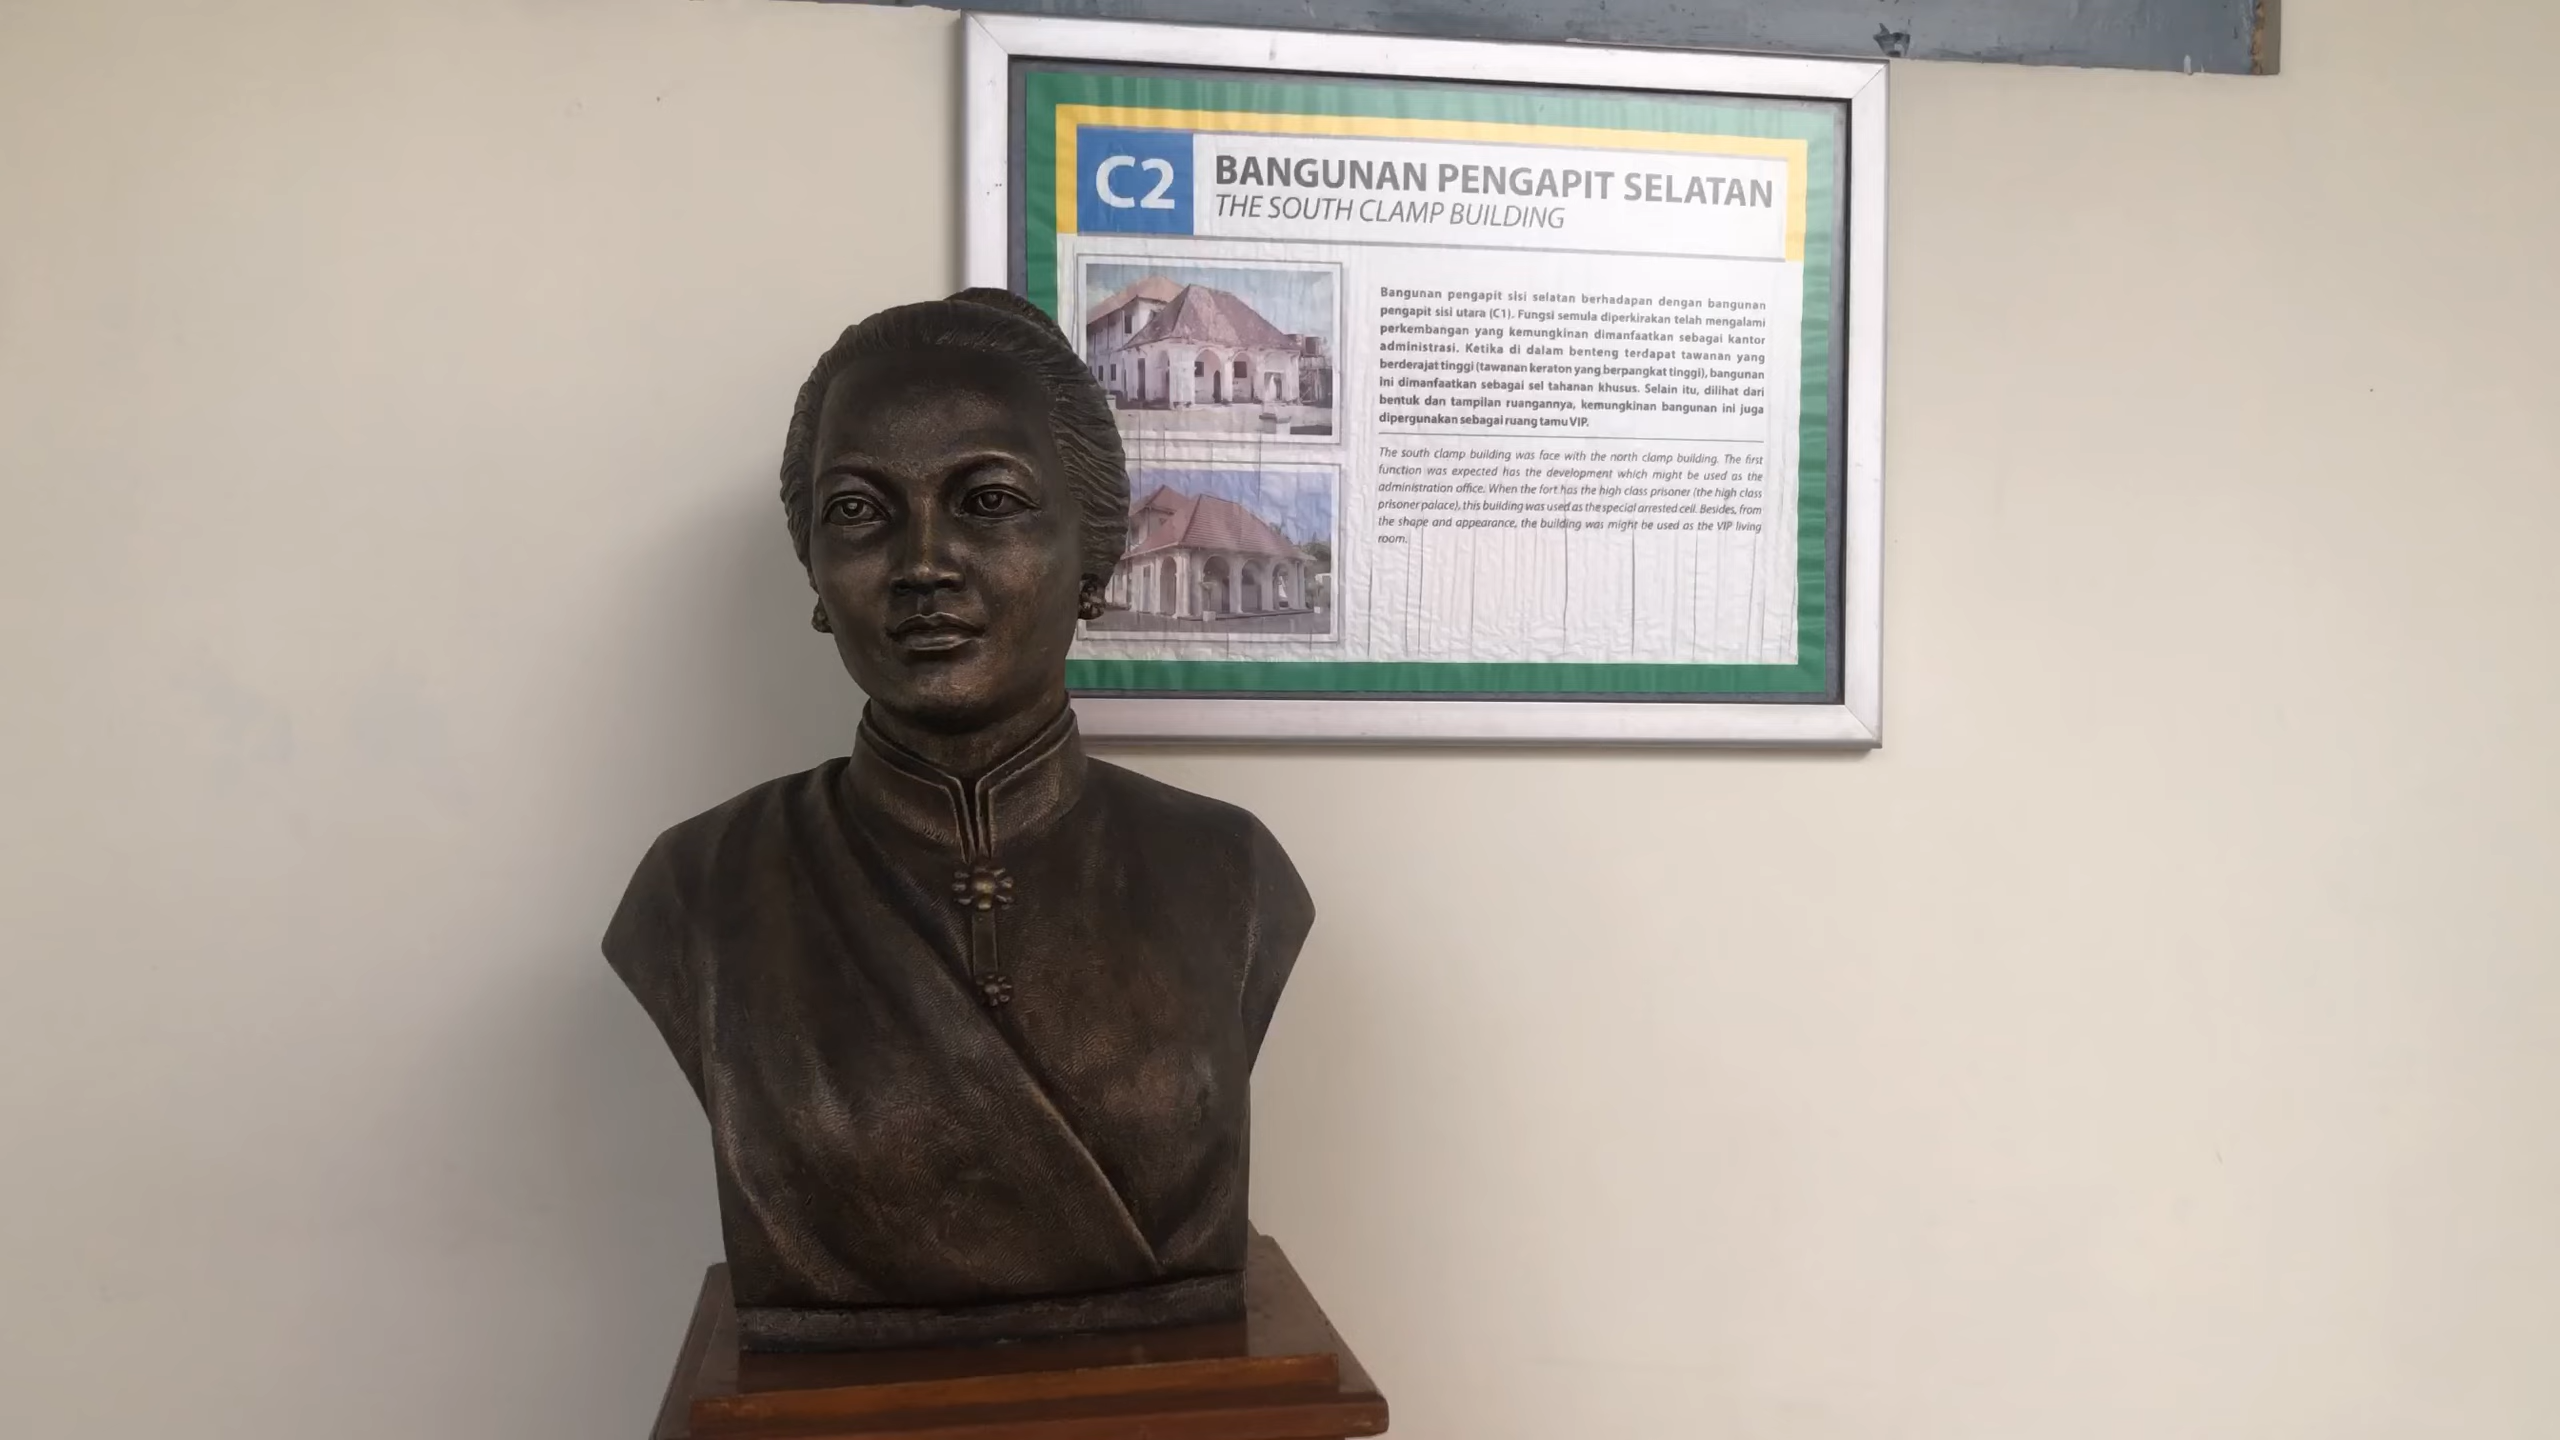 C2
BANGUNAN PENGAPIT SELATAN
THE SOUTH CLAMP BUILDING
Bangunan pengapit sisi selatan berhadapan dengan bangunan
pengapit sisi utara (C1). Fungsi semula diperkirakan telah mengalami
perkembangan yang kemungkinan dimanfaatkan sebagai kantor
administrasi. Ketika di dalam benteng terdapat tawanan yang
berderajat tinggi (tawanan keraton yang berpangkat tinggi), bangunan
ini dimanfaatkan sebagai sel tahanan khusus. Selain itu, dilihat dari
bentuk dan tampilan ruangannya, kemungkinan bangunan ini juga
dipergunakan sebagai ruang tamu VIP.
The south clamp building was face with the north clamp building. The first
function was expected has the development which might be used as the
administration office. When the fort has the high class prisoner (the high class
prisoner palace), this building was used as the special arrested cell. Besides, from
the shape and appearance, the building was might be used as the VIP living
room.